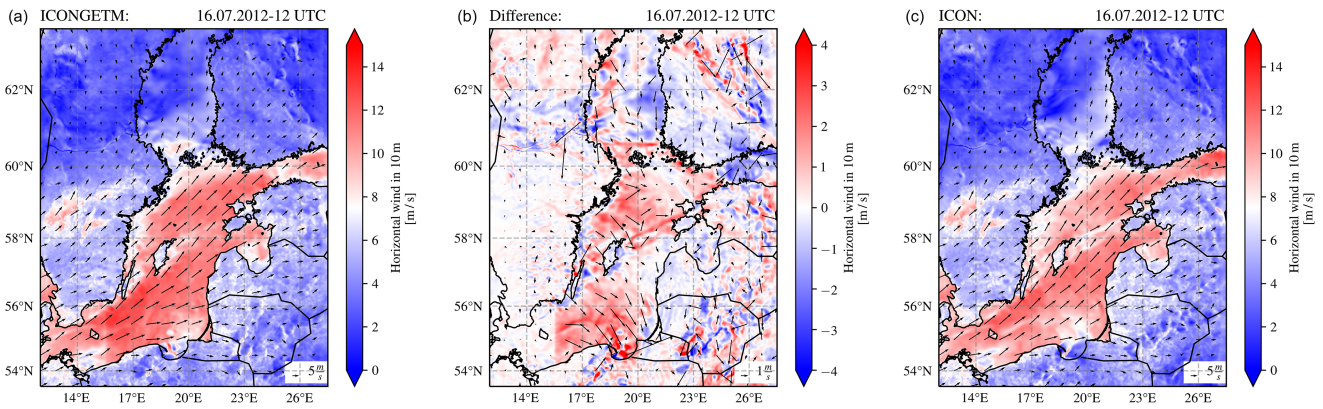 (a) ICONGETM: 16.07.2012-12 UTC
62°N
60°N
58°N
56°N
54°N
14°E 17°E 20°E 23°E 26°E
5 m/s
14
12
10
8
6
4
2
0
Horizontal wind in 10 m
[m/s]
(b) Difference: 16.07.2012-12 UTC
62°N
60°N
58°N
56°N
54°N
14°E 17°E 20°E 23°E 26°E
1 m/s
4
3
2
1
0
−1
−2
−3
−4
Horizontal wind in 10 m
[m/s]
(c) ICON: 16.07.2012-12 UTC
62°N
60°N
58°N
56°N
54°N
14°E 17°E 20°E 23°E 26°E
5 m/s
14
12
10
8
6
4
2
0
Horizontal wind in 10 m
[m/s]